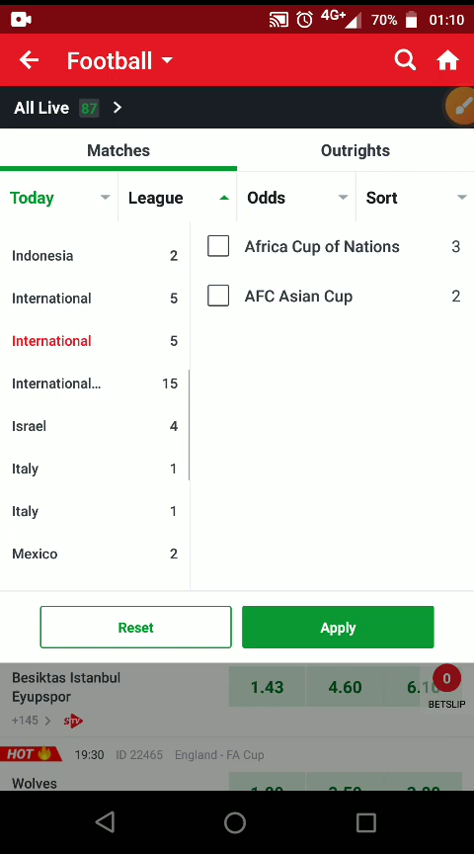 4G+ 70% 01:10
Football
All Live 87
Matches Outrights
Today League Odds Sort
Indonesia 2
International 5
International 5
International... 15
Israel 4
Italy 1
Italy 1
Mexico 2
Africa Cup of Nations 3
AFC Asian Cup 2
Reset Apply
Besiktas Istanbul
Eyupspor
1.43 4.60
0
BETSLIP
+145 STV
HOT 19:30 ID 22465 England - FA Cup
Wolves